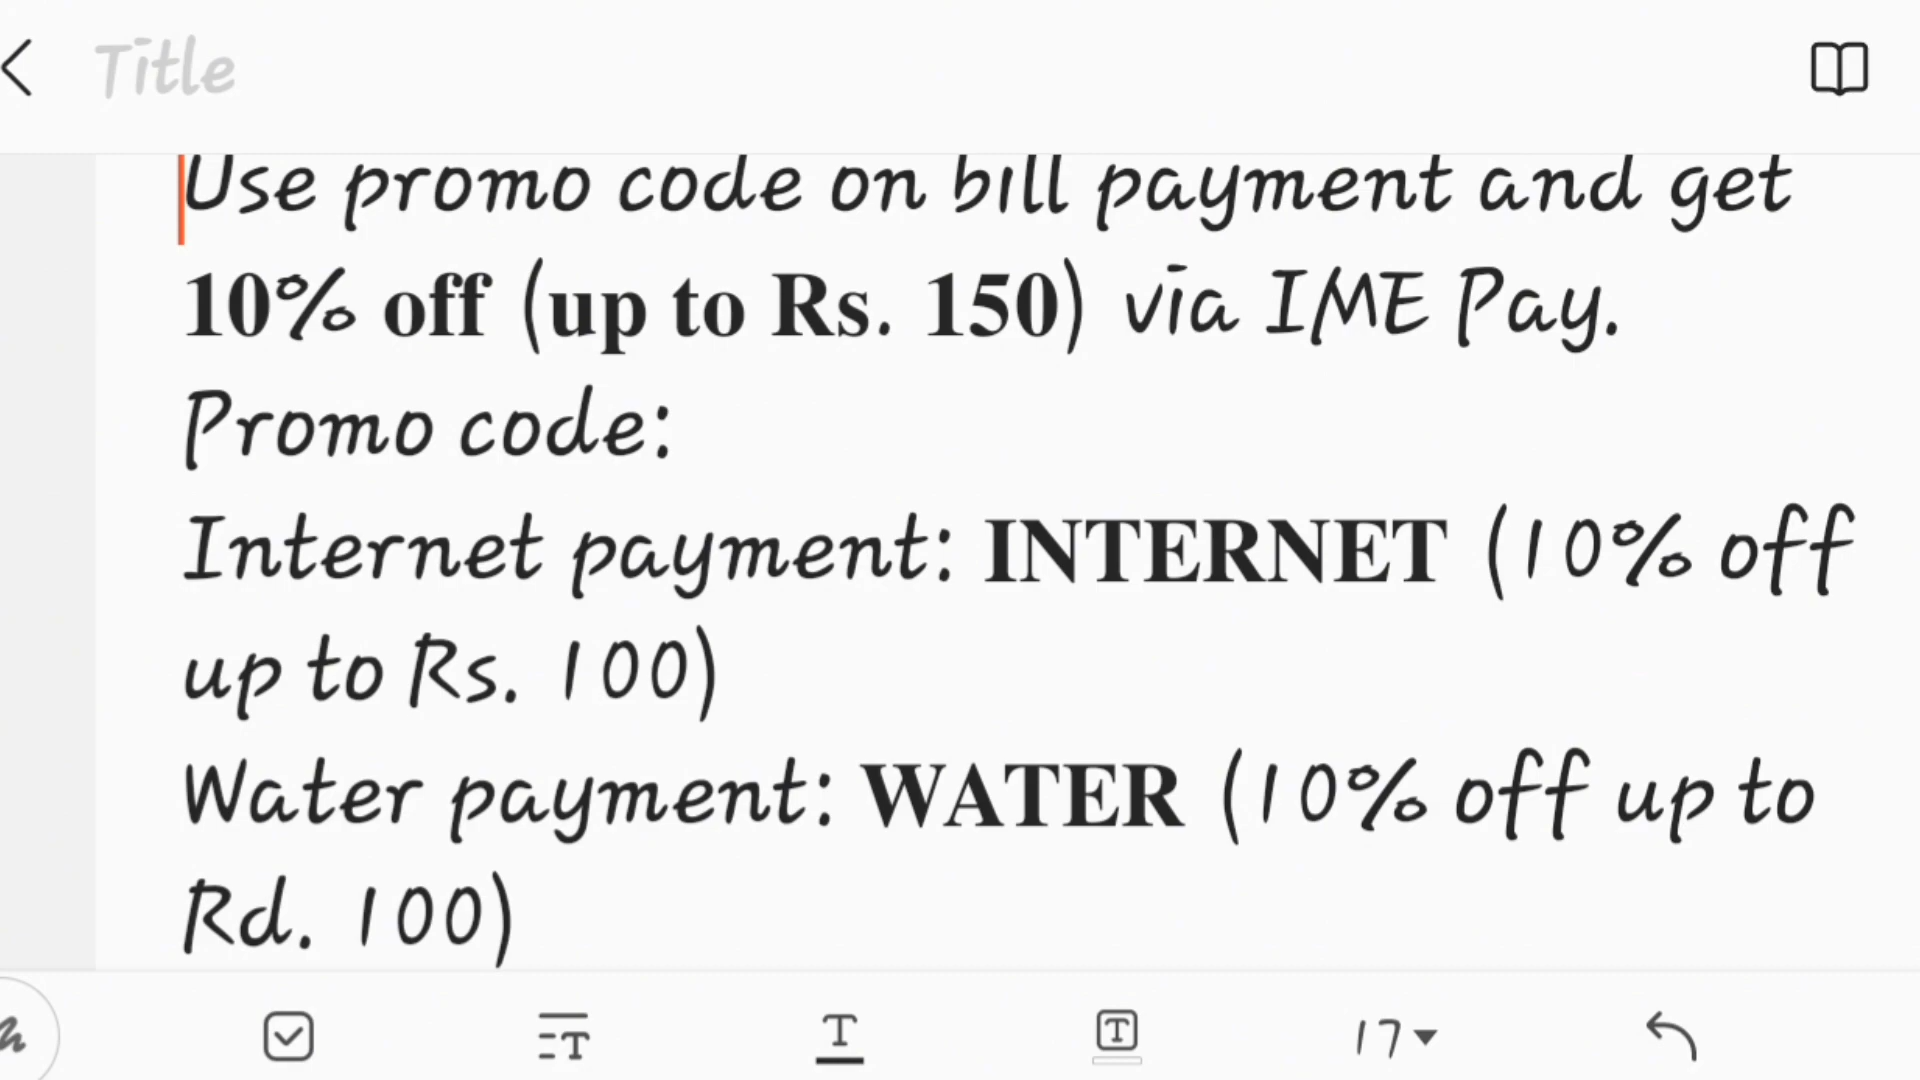 Title
Use promo code on bill payment and get
10% off (up to Rs. 150) via IME Pay.
Promo code:
Internet payment: INTERNET (10% off
up to Rs. 100)
Water payment: WATER (10% off up to
Rd. 100)
17